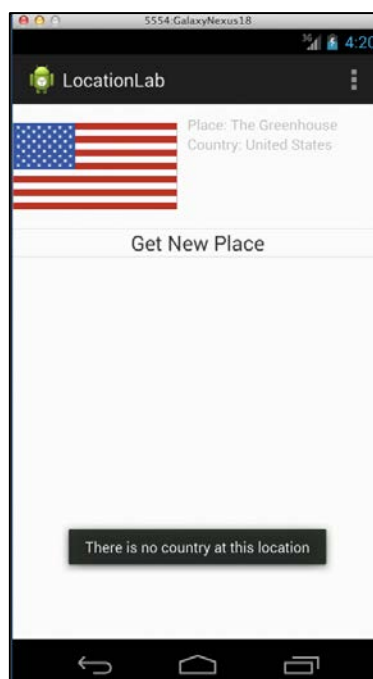 5554:GalaxyNexus18
3G 4:20
LocationLab
Place: The Greenhouse
Country: United States
Get New Place
There is no country at this location